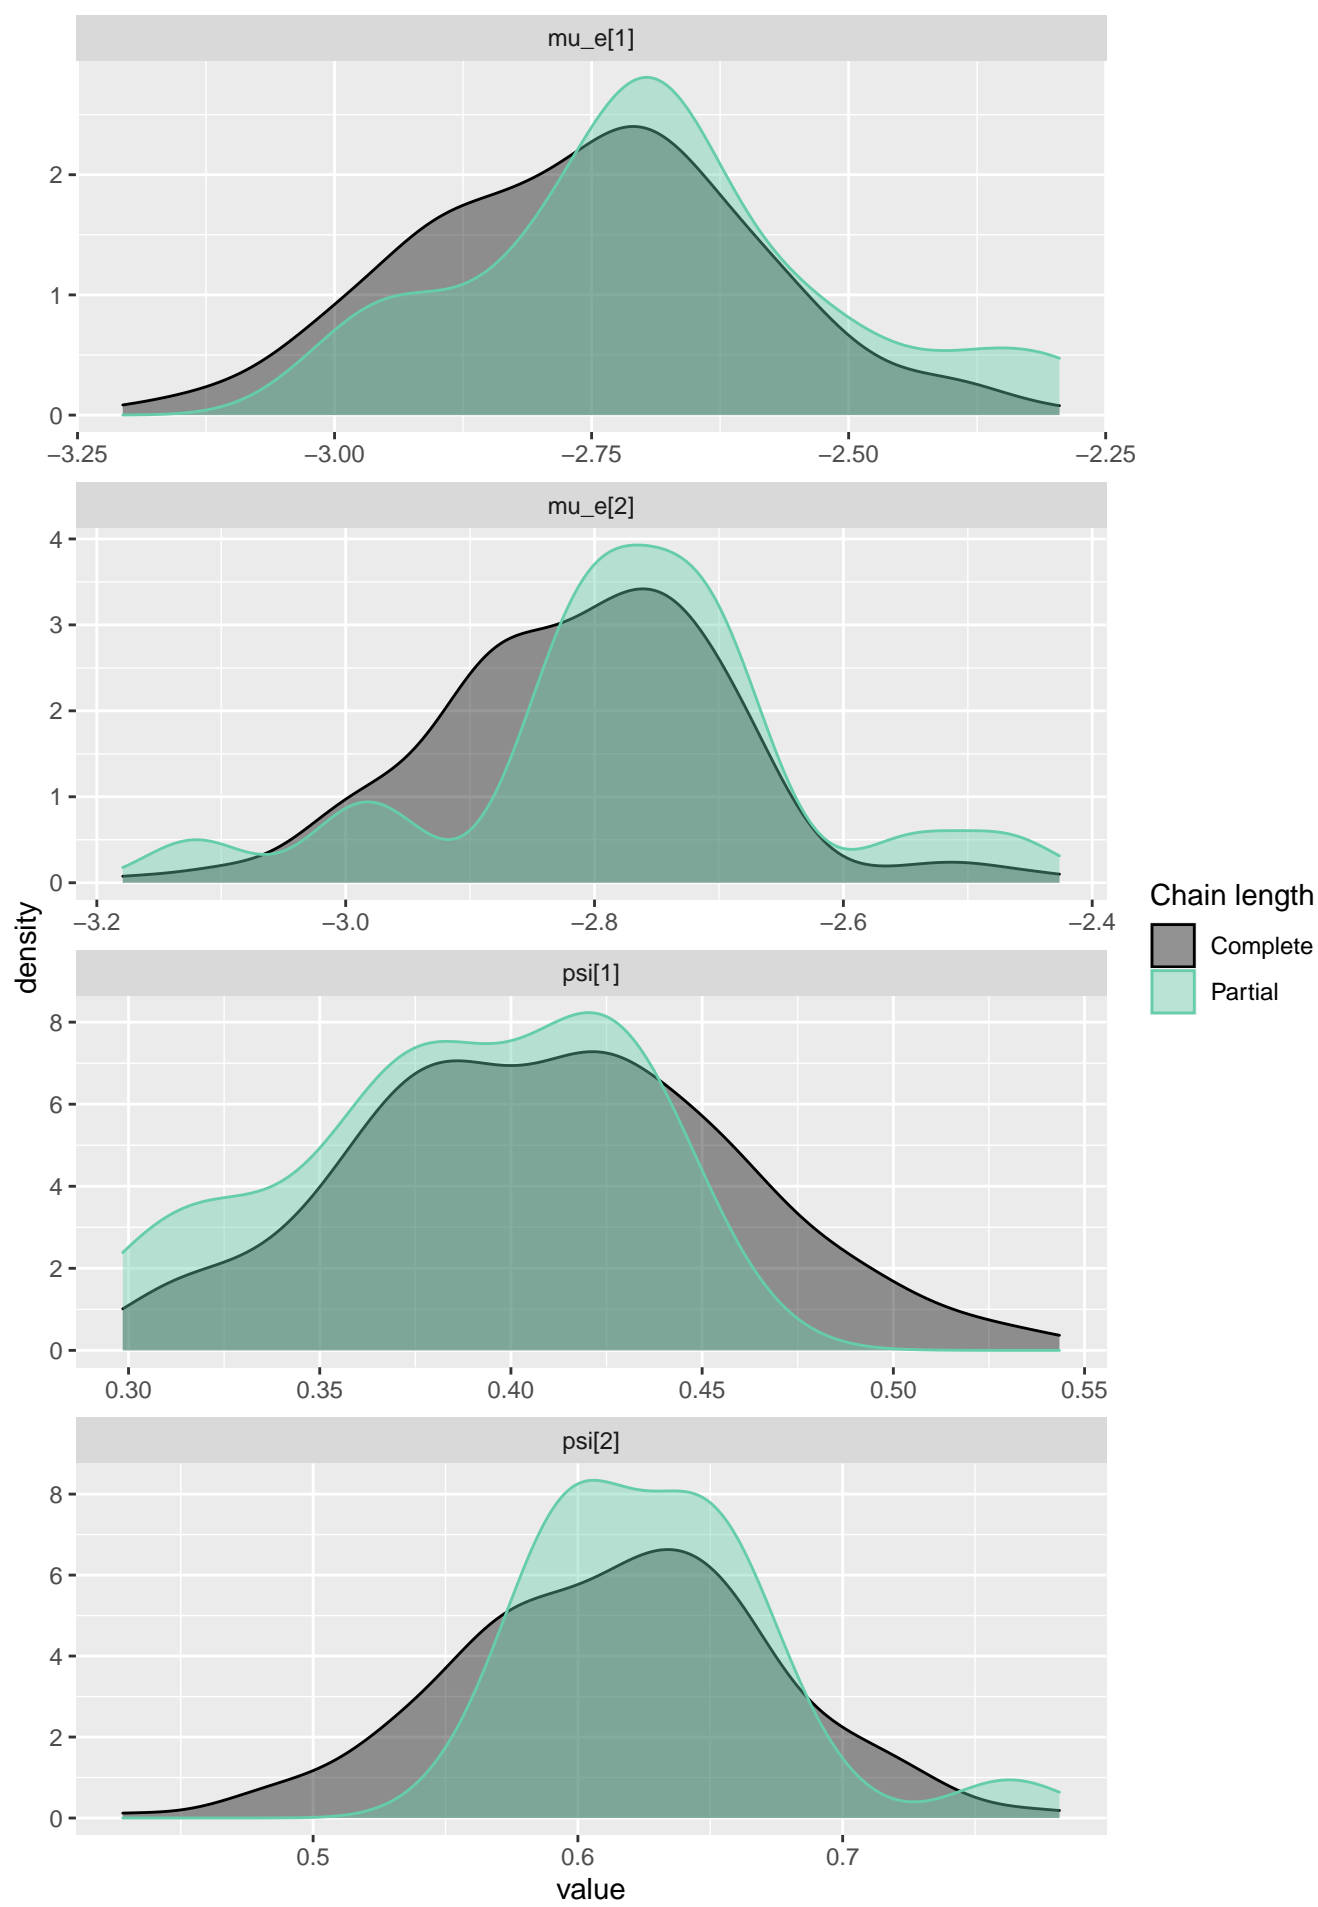 mu_e[1]
2
1
0
−3.25 −3.00 −2.75 −2.50 −2.25
mu_e[2]
4
3
2
1
0
−3.2 −3.0 −2.8 −2.6 −2.4
density
psi[1]
8
6
4
2
0
0.30 0.35 0.40 0.45 0.50 0.55
psi[2]
8
6
4
2
0
0.5 0.6 0.7
value
Chain length
Complete
Partial